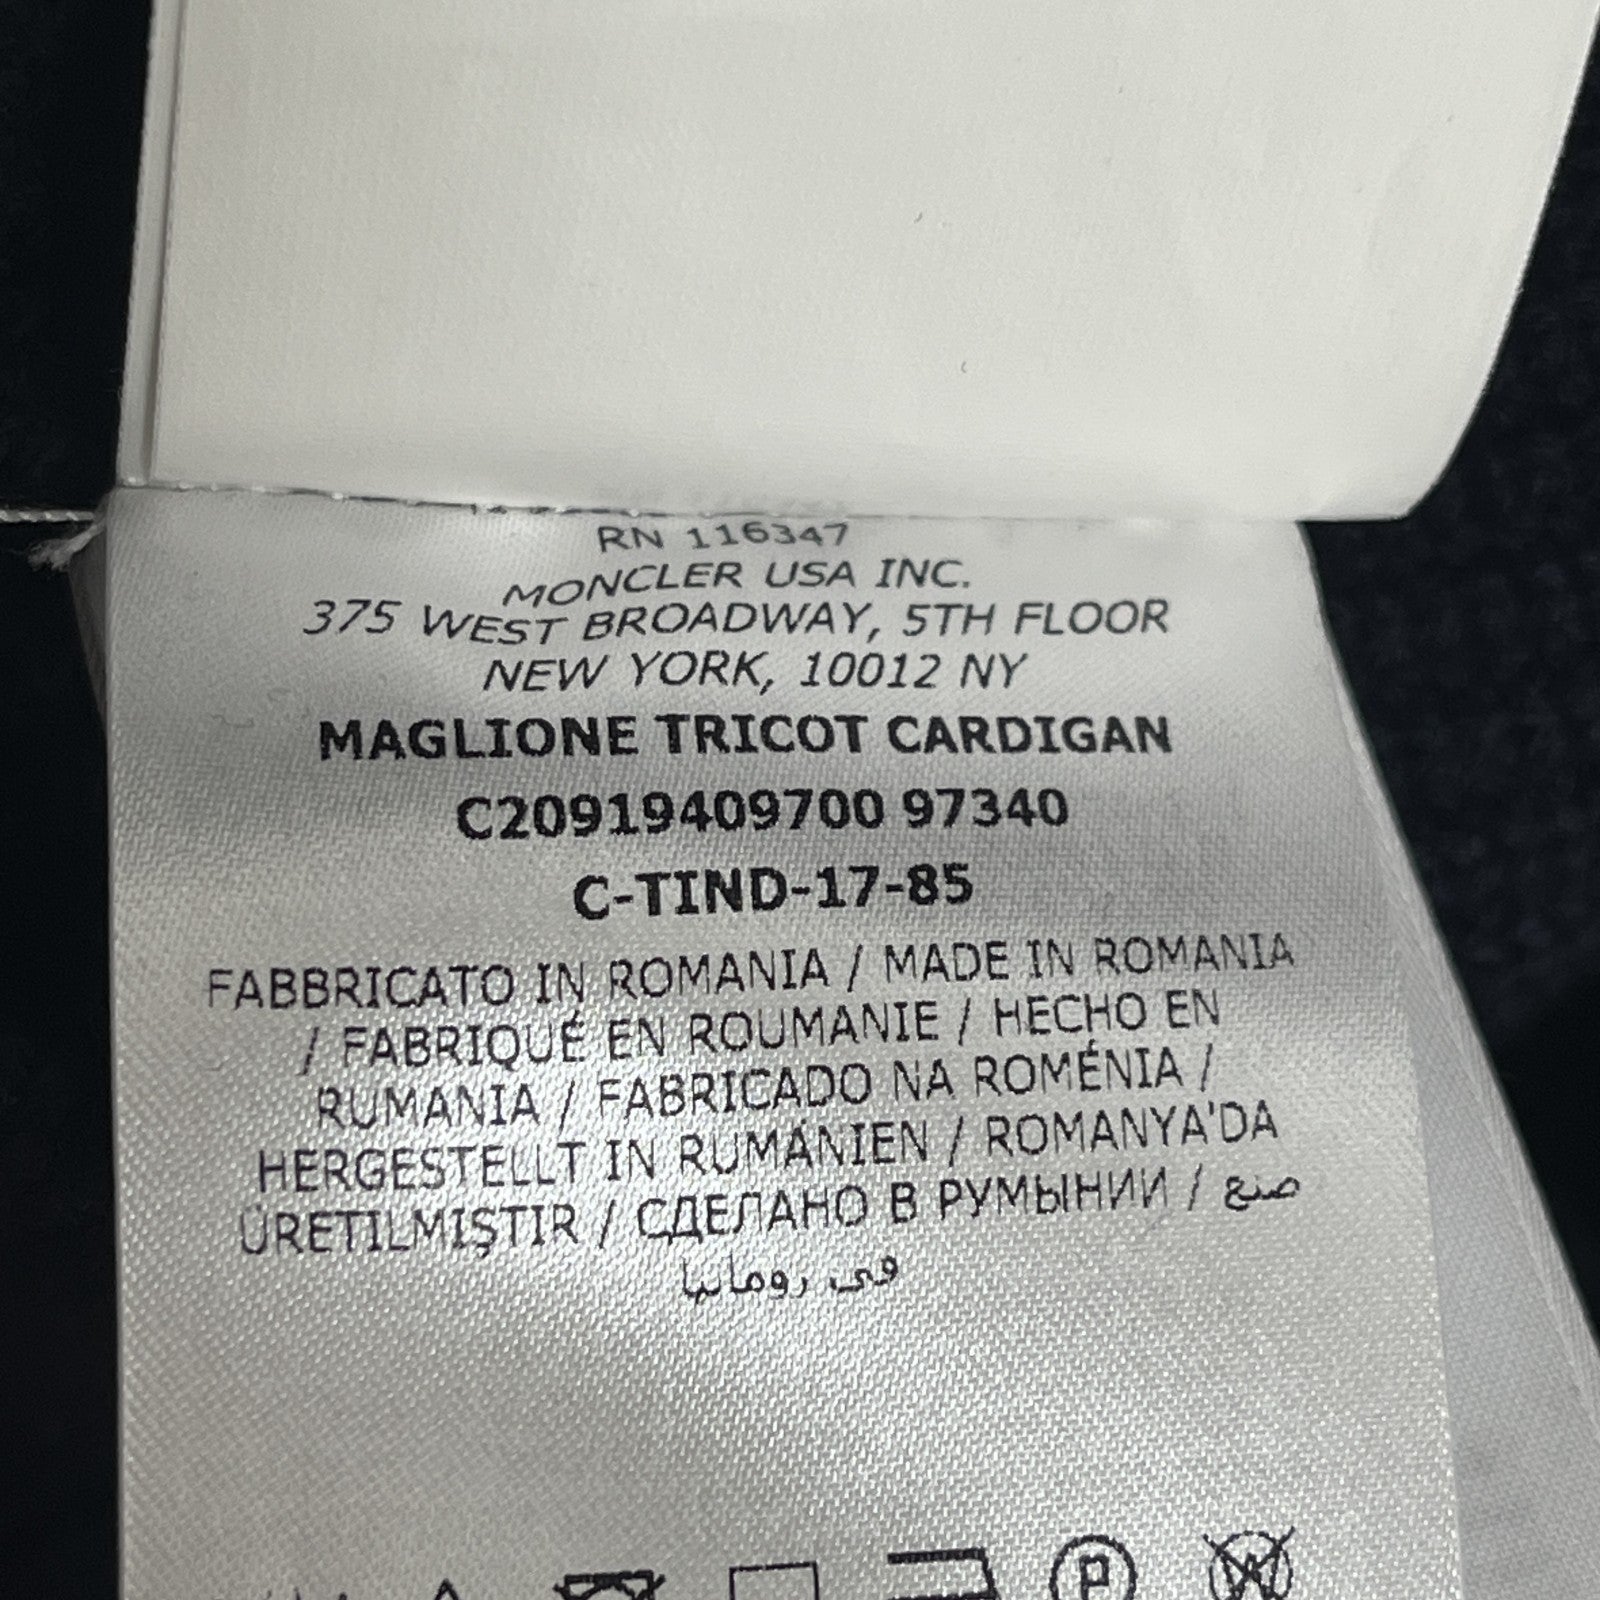 RN 116347
MONCLER USA INC.
375 WEST BROADWAY, 5TH FLOOR
NEW YORK, 10012 NY
MAGLIONE TRICOT CARDIGAN
C20919409700 97340
C-TIND-17-85
FABBRICATO IN ROMANIA / MADE IN ROMANIA
/ FABRIQUÉ EN ROUMANIE / HECHO EN
RUMANIA / FABRICADO NA ROMÉNIA /
HERGESTELLT IN RUMÄNIEN / ROMANYA'DA
ÜRETILMIŞTIR / СДЕЛАНО В РУМЫНИИ / صنع
في رومانيا
P
W